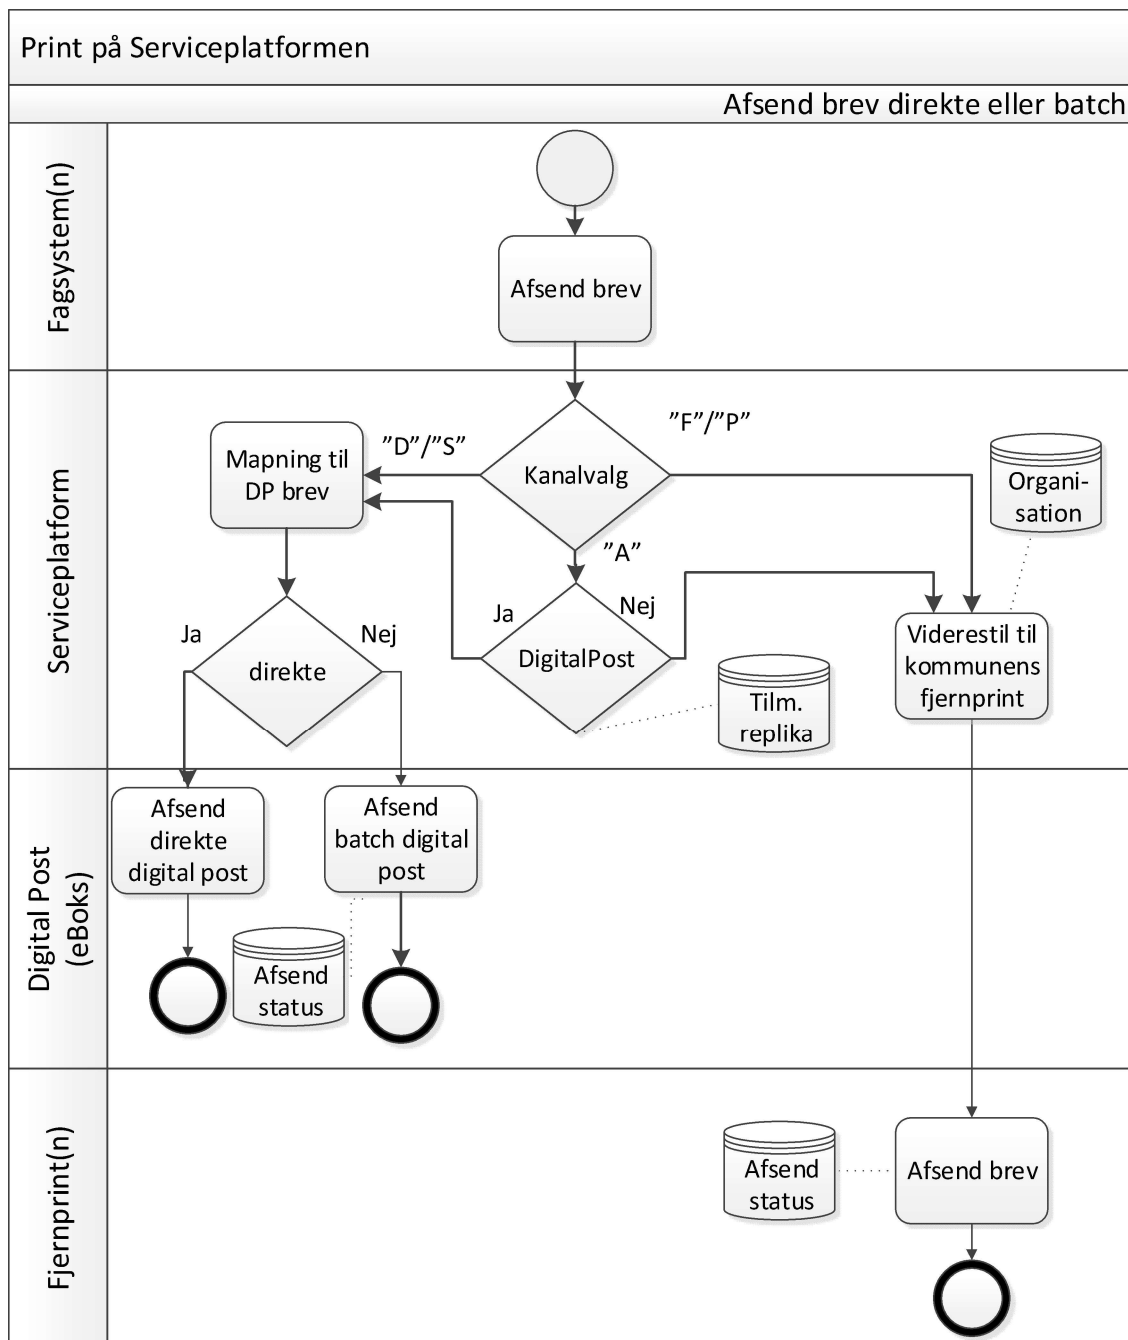 Print på Serviceplatformen
Afsend brev direkte eller batch
Fagsystem(n)
Afsend brev
Serviceplatform
Kanalvalg
”F”/”P”
”D”/”S”
Mapning til
DP brev
Organi-
sation
”A”
Ja
Nej
DigitalPost
Ja
Nej
direkte
Viderestil til
kommunens
fjernprint
Tilm.
replika
Digital Post
(eBoks)
Afsend
direkte
digital post
Afsend
batch digital
post
Afsend
status
Fjernprint(n)
Afsend
status
Afsend brev